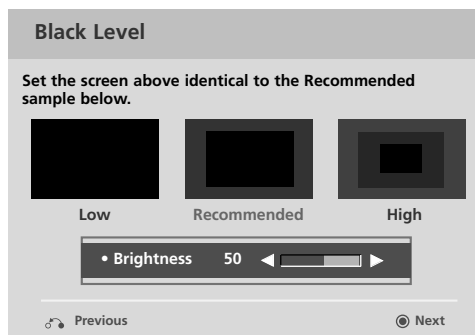 Black Level
Set the screen above identical to the Recommended
sample below.
Low Recommended High
• Brightness 50
Previous Next